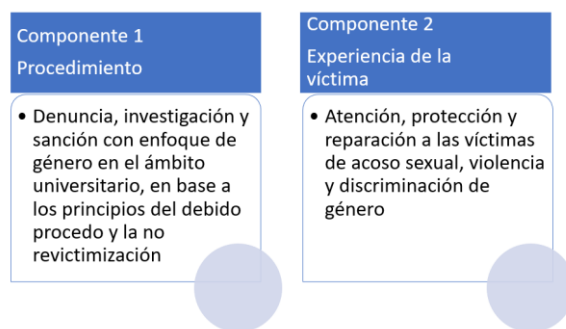 Componente 1
Procedimiento
• Denuncia, investigación y
sanción con enfoque de
género en el ámbito
universitario, en base a
los principios del debido
procedo y la no
revictimización
Componente 2
Experiencia de la
víctima
• Atención, protección y
reparación a las víctimas
de acoso sexual, violencia
y discriminación de
género